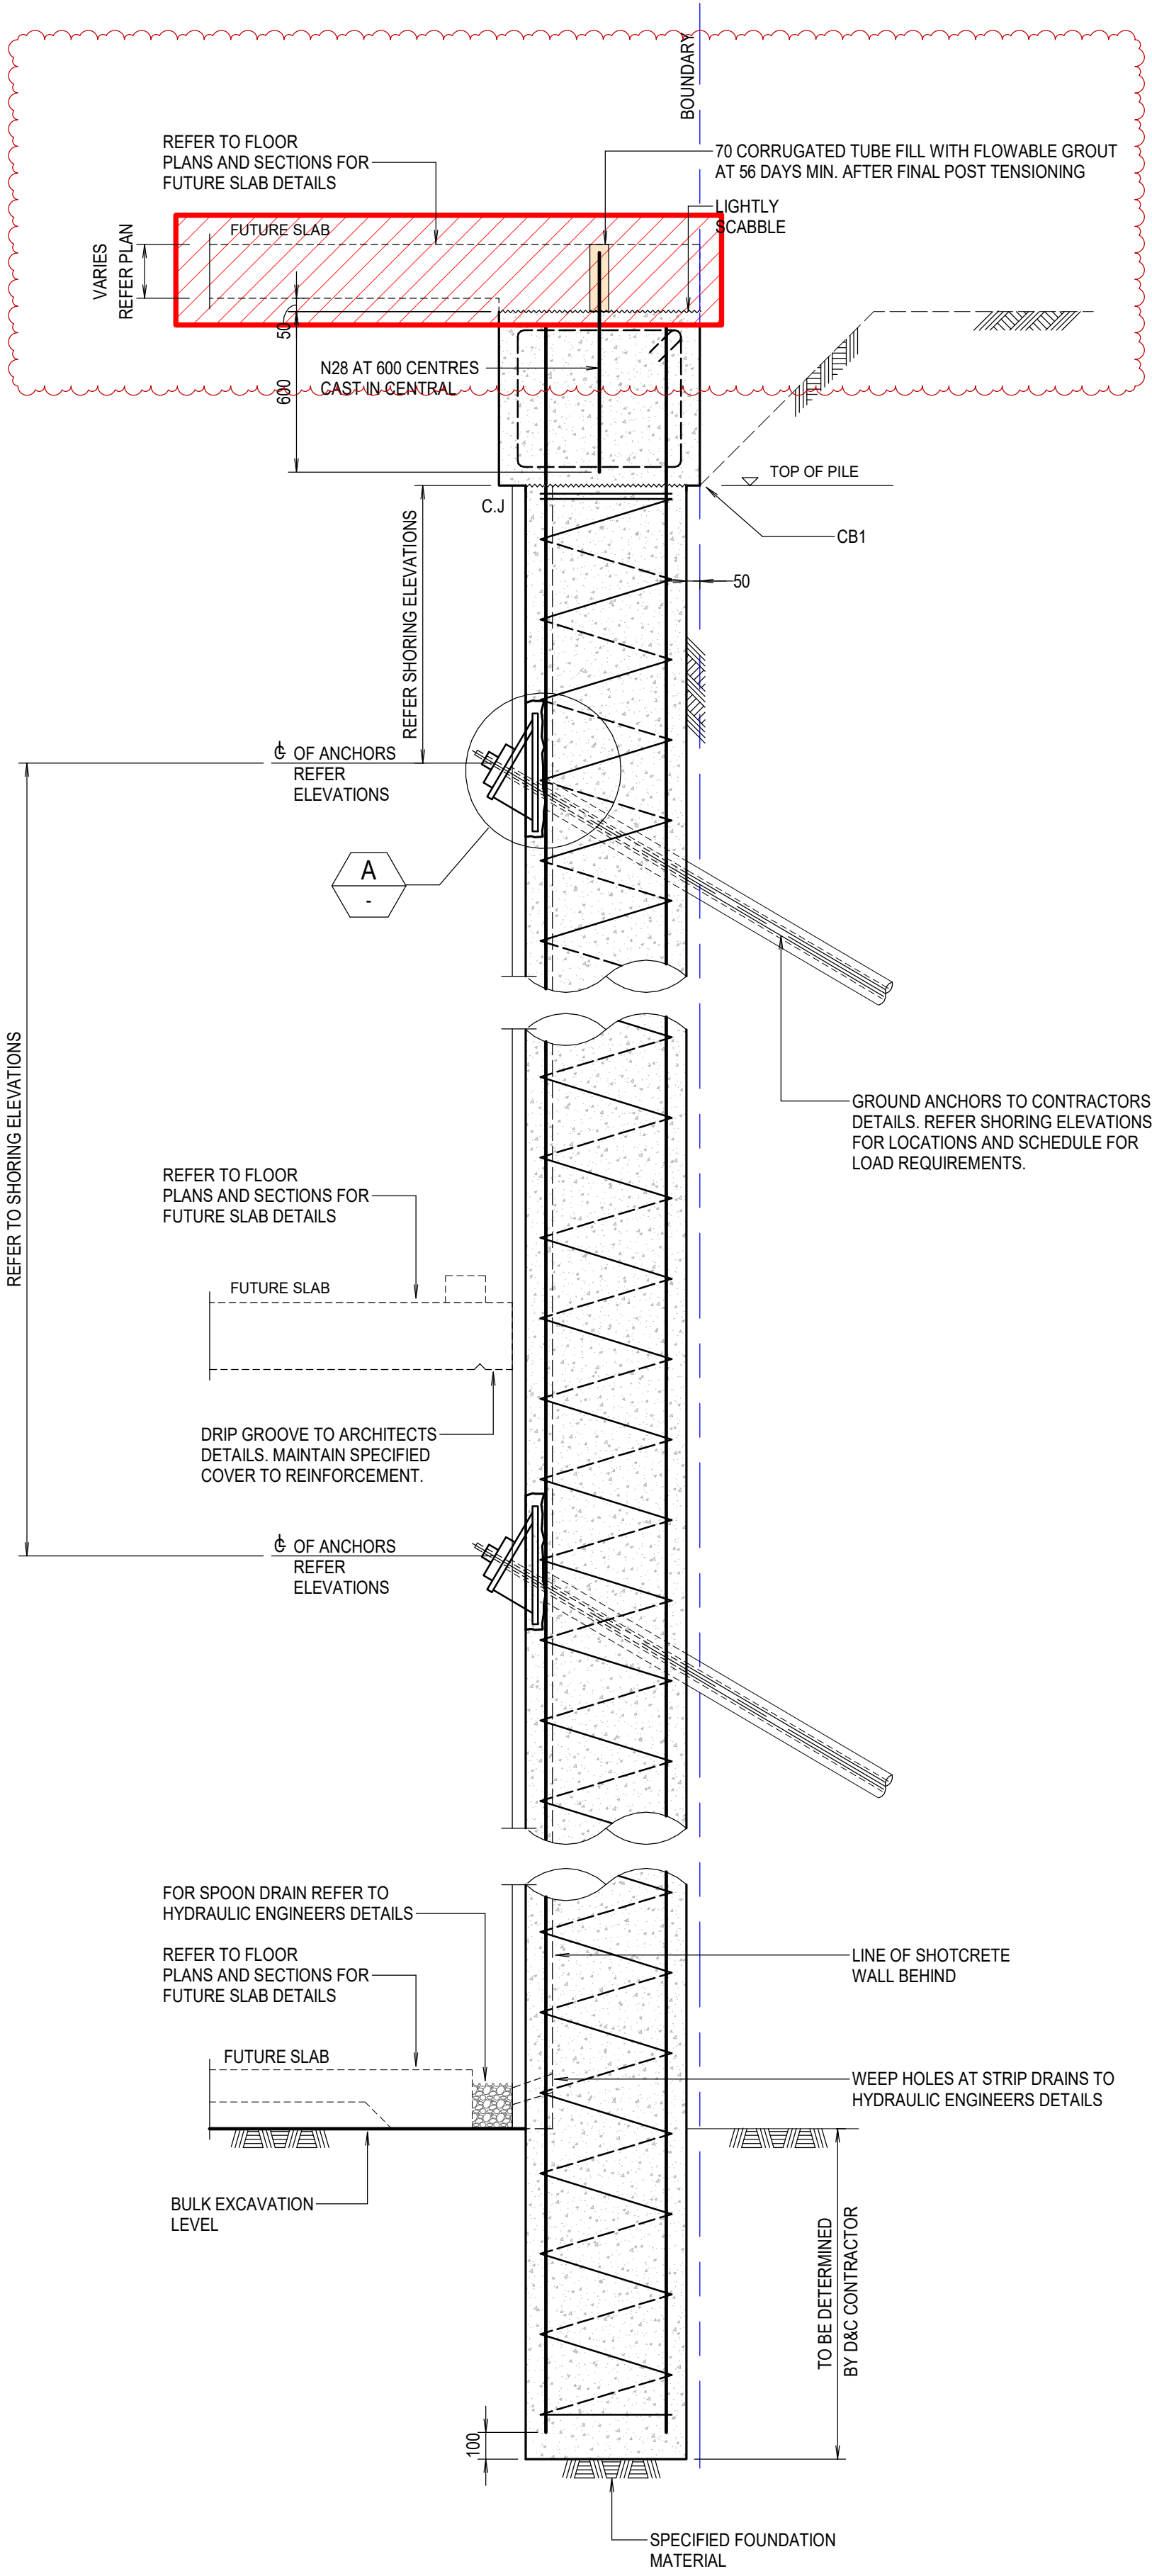 BOUNDARY
REFER TO FLOOR
PLANS AND SECTIONS FOR
FUTURE SLAB DETAILS
70 CORRUGATED TUBE FILL WITH FLOWABLE GROUT
AT 56 DAYS MIN. AFTER FINAL POST TENSIONING
LIGHTLY
SCABBLE
FUTURE SLAB
VARIES
REFER PLAN
50
600
N28 AT 600 CENTRES
CAST IN CENTRAL
TOP OF PILE
C.J
CB1
50
REFER SHORING ELEVATIONS
℄ OF ANCHORS
REFER
ELEVATIONS
A
-
REFER TO SHORING ELEVATIONS
GROUND ANCHORS TO CONTRACTORS
DETAILS. REFER SHORING ELEVATIONS
FOR LOCATIONS AND SCHEDULE FOR
LOAD REQUIREMENTS.
REFER TO FLOOR
PLANS AND SECTIONS FOR
FUTURE SLAB DETAILS
FUTURE SLAB
DRIP GROOVE TO ARCHITECTS
DETAILS. MAINTAIN SPECIFIED
COVER TO REINFORCEMENT.
℄ OF ANCHORS
REFER
ELEVATIONS
FOR SPOON DRAIN REFER TO
HYDRAULIC ENGINEERS DETAILS
REFER TO FLOOR
PLANS AND SECTIONS FOR
FUTURE SLAB DETAILS
LINE OF SHOTCRETE
WALL BEHIND
FUTURE SLAB
WEEP HOLES AT STRIP DRAINS TO
HYDRAULIC ENGINEERS DETAILS
BULK EXCAVATION
LEVEL
TO BE DETERMINED
BY D&C CONTRACTOR
100
SPECIFIED FOUNDATION
MATERIAL